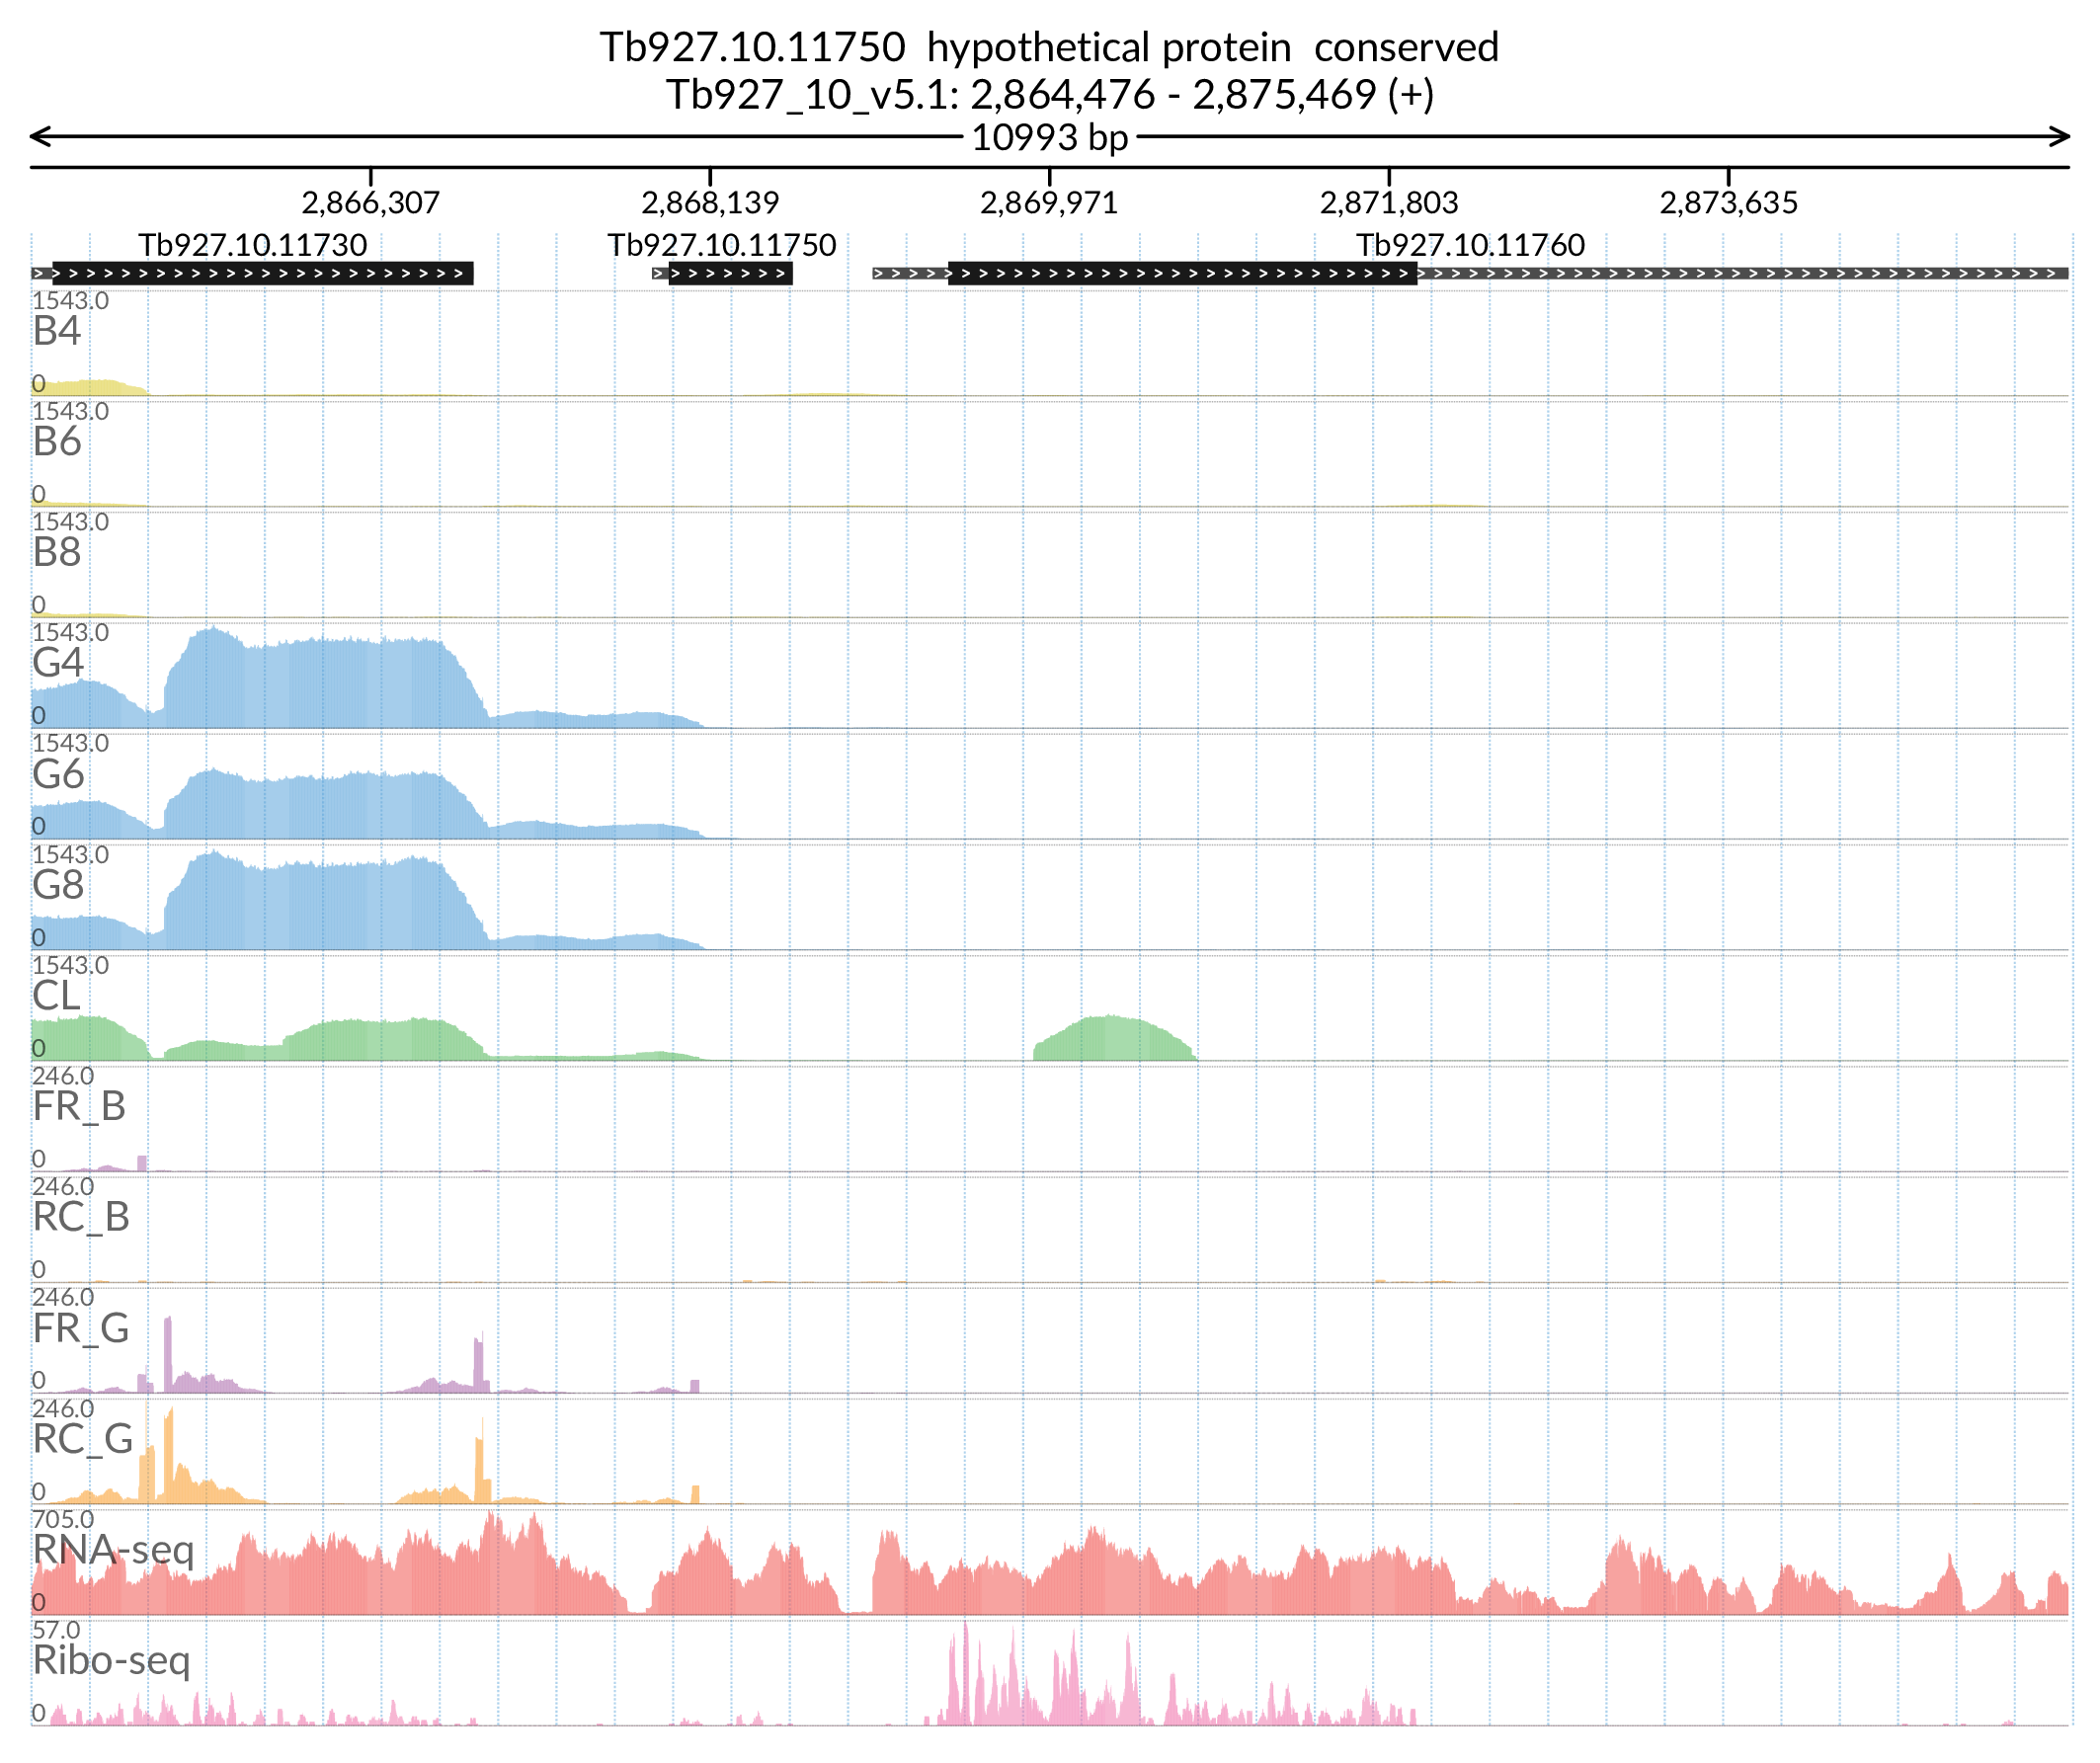 Tb927.10.11750 hypothetical protein conserved
Tb927_10_v5.1: 2,864,476 - 2,875,469 (+)
10993 bp
2,866,307 2,868,139 2,869,971 2,871,803 2,873,635
Tb927.10.11730 Tb927.10.11750 Tb927.10.11760
1543.0
B4
0
1543.0
B6
0
1543.0
B8
0
1543.0
G4
0
1543.0
G6
0
1543.0
G8
0
1543.0
CL
0
246.0
FR_B
0
246.0
RC_B
0
246.0
FR_G
0
246.0
RC_G
0
705.0
RNA-seq
0
57.0
Ribo-seq
0